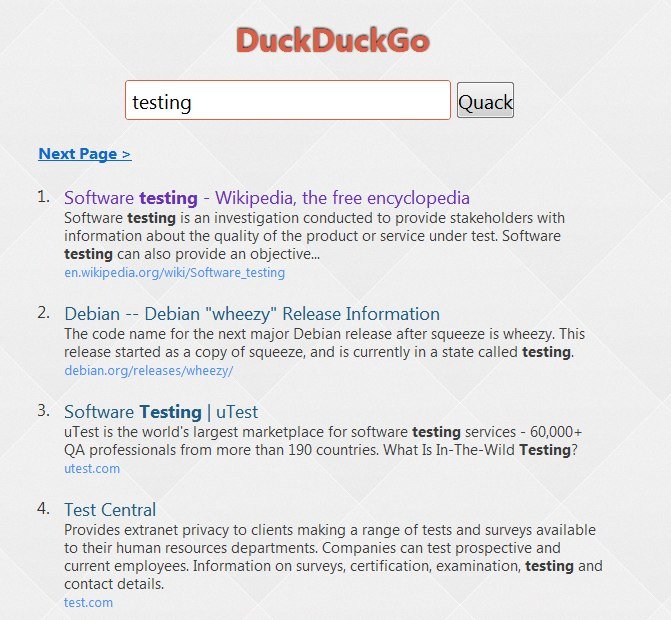 DuckDuckGo
testing
Quack
Next Page >
1. Software testing - Wikipedia, the free encyclopedia
Software testing is an investigation conducted to provide stakeholders with
information about the quality of the product or service under test. Software
testing can also provide an objective...
en.wikipedia.org/wiki/Software_testing
2. Debian -- Debian "wheezy" Release Information
The code name for the next major Debian release after squeeze is wheezy. This
release started as a copy of squeeze, and is currently in a state called testing.
debian.org/releases/wheezy/
3. Software Testing | uTest
uTest is the world's largest marketplace for software testing services - 60,000+
QA professionals from more than 190 countries. What Is In-The-Wild Testing?
utest.com
4. Test Central
Provides extranet privacy to clients making a range of tests and surveys available
to their human resources departments. Companies can test prospective and
current employees. Information on surveys, certification, examination, testing and
contact details.
test.com